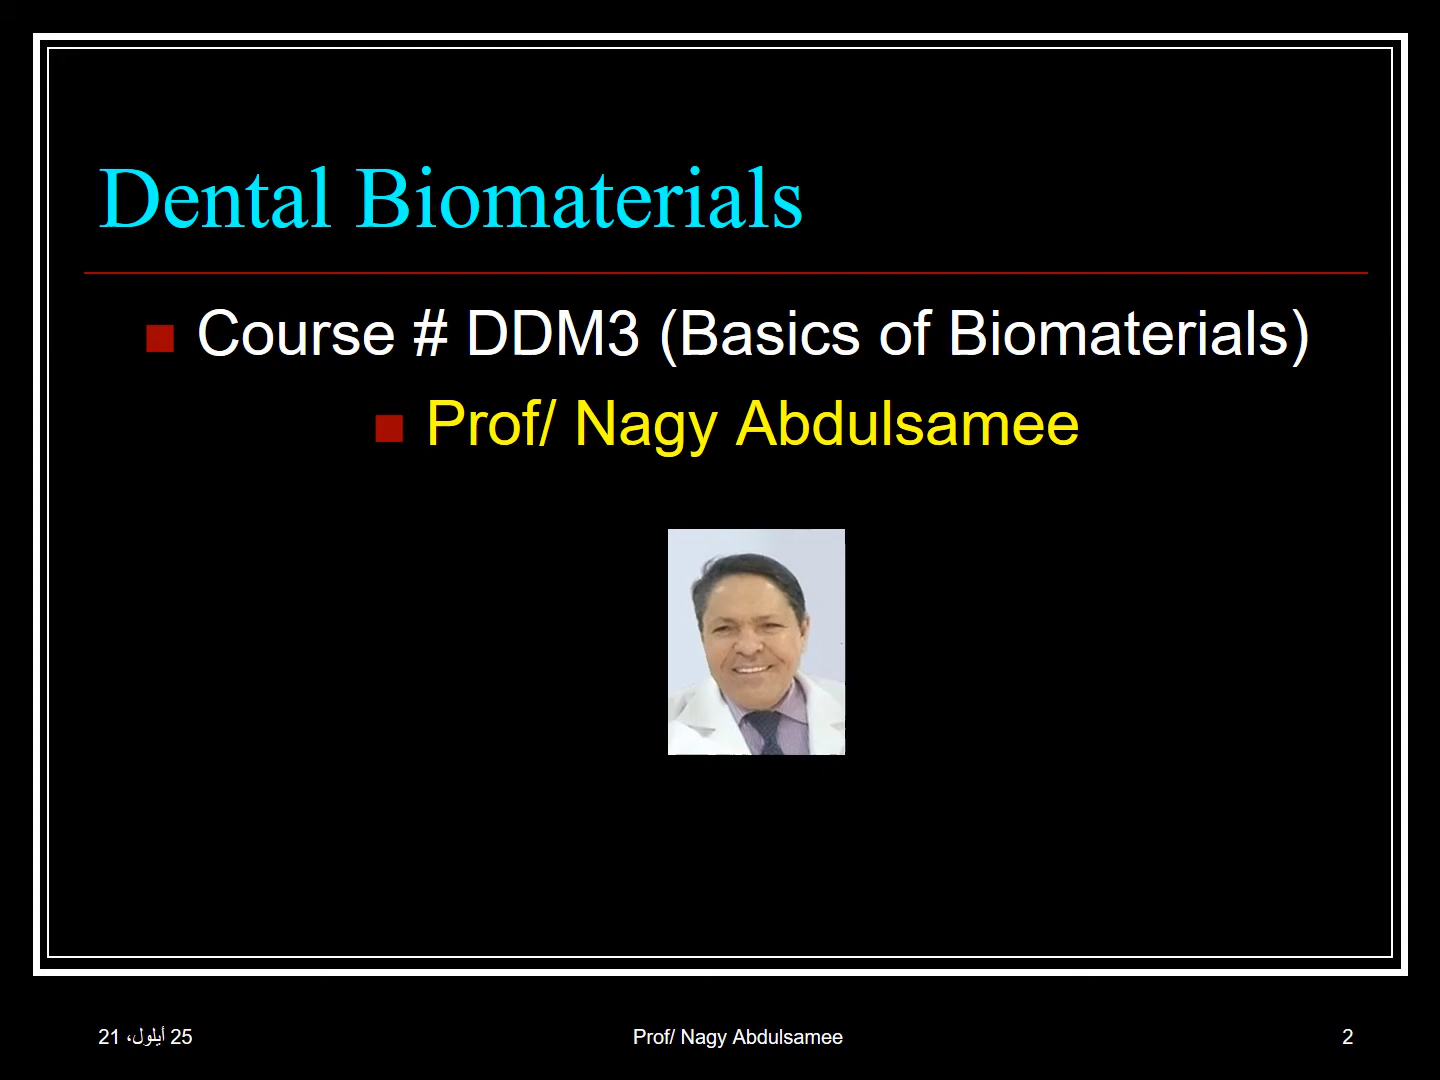 Dental Biomaterials
Course # DDM3 (Basics of Biomaterials)
Prof/ Nagy Abdulsamee
25 أيلول، 21
Prof/ Nagy Abdulsamee
2